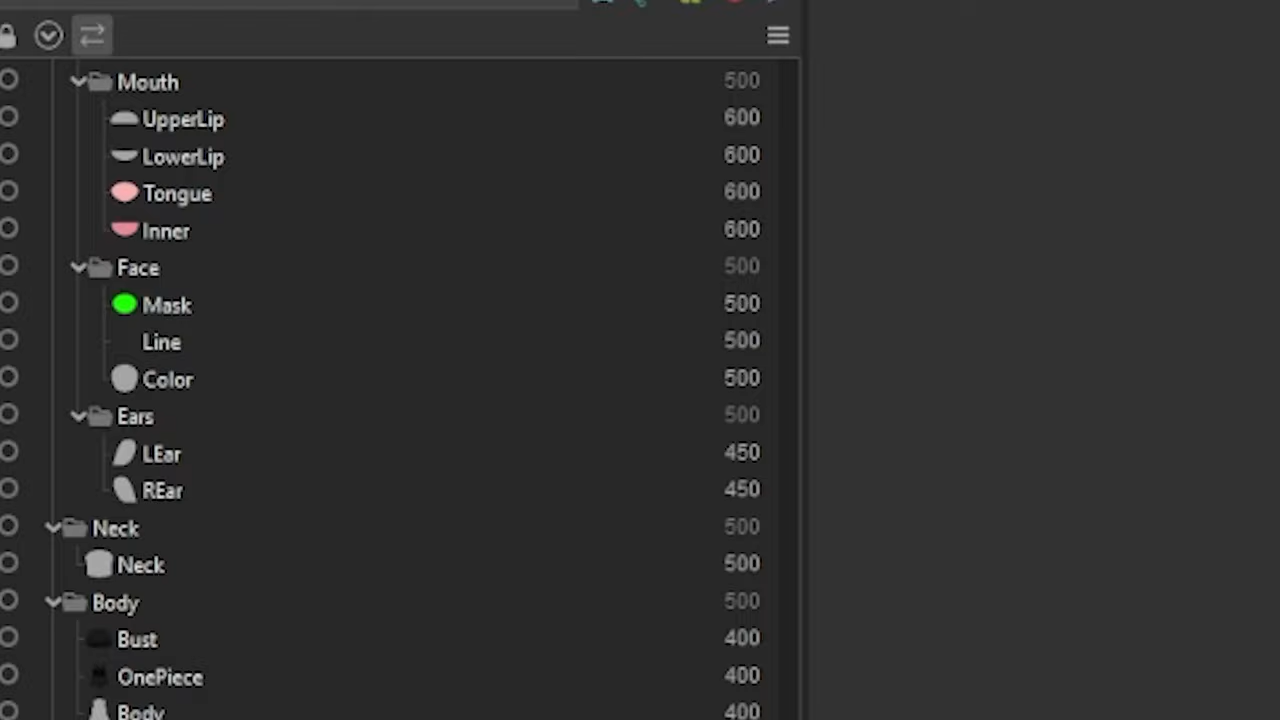 Mouth 500
UpperLip 600
LowerLip 600
Tongue 600
Inner 600
Face 500
Mask 500
Line 500
Color 500
Ears 500
LEar 450
REar 450
Neck 500
Neck 500
Body 500
Bust 400
OnePiece 400
Body 400